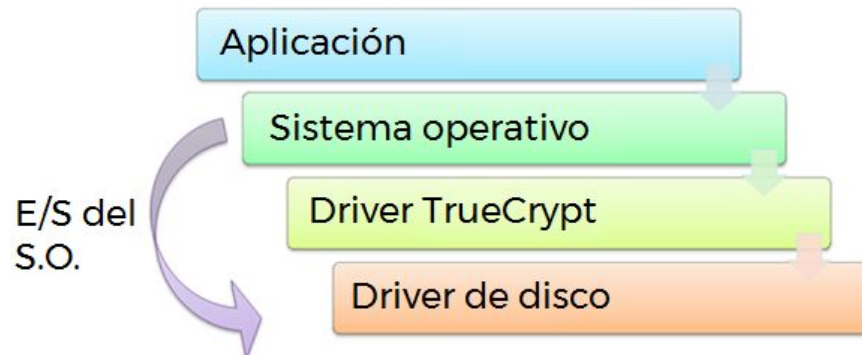 Aplicación
Sistema operativo
Driver TrueCrypt
Driver de disco
E/S del
S.O.